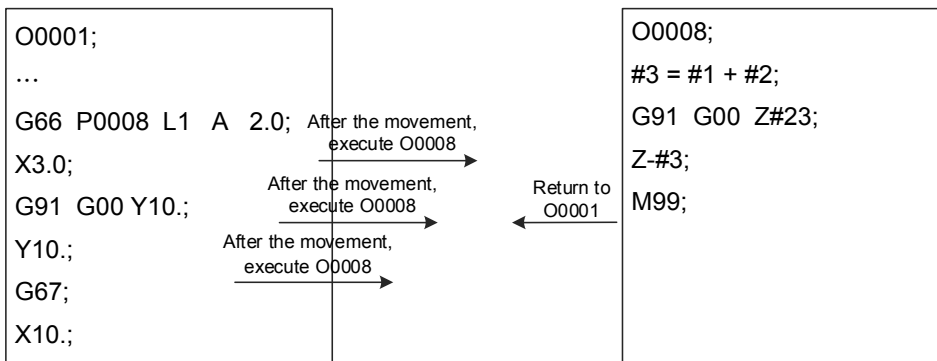 O0001;
...
G66 P0008 L1 A 2.0;
X3.0;
G91 G00 Y10.;
Y10.;
G67;
X10.;
After the movement,
execute O0008
After the movement,
execute O0008
After the movement,
execute O0008
Return to
O0001
O0008;
#3 = #1 + #2;
G91 G00 Z#23;
Z-#3;
M99;